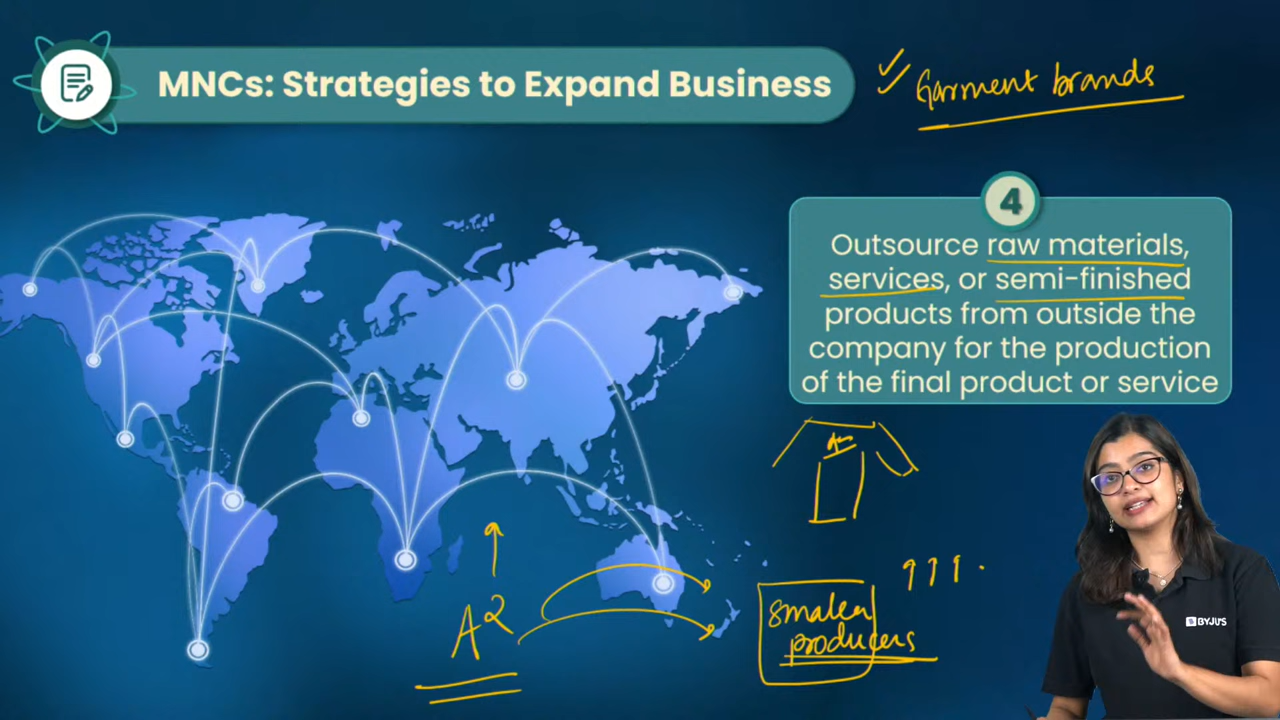 MNCs: Strategies to Expand Business
Garment brands
4
Outsource raw materials,
services, or semi-finished
products from outside the
company for the production
of the final product or service
smaller
producers
BYJU'S